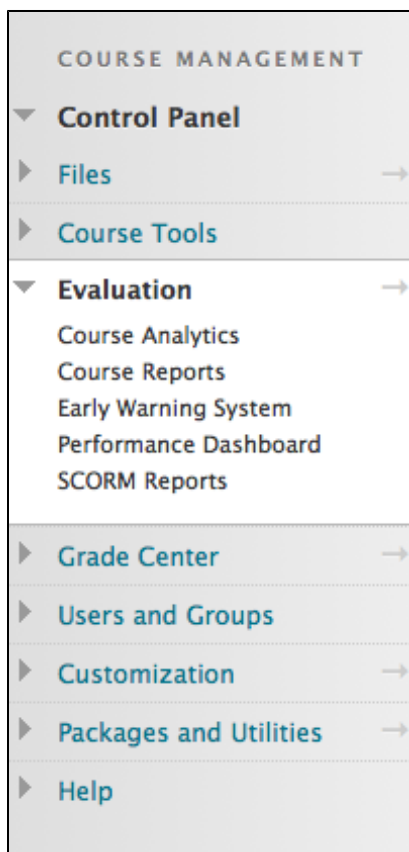 COURSE MANAGEMENT
Control Panel
Files
Course Tools
Evaluation
Course Analytics
Course Reports
Early Warning System
Performance Dashboard
SCORM Reports
Grade Center
Users and Groups
Customization
Packages and Utilities
Help